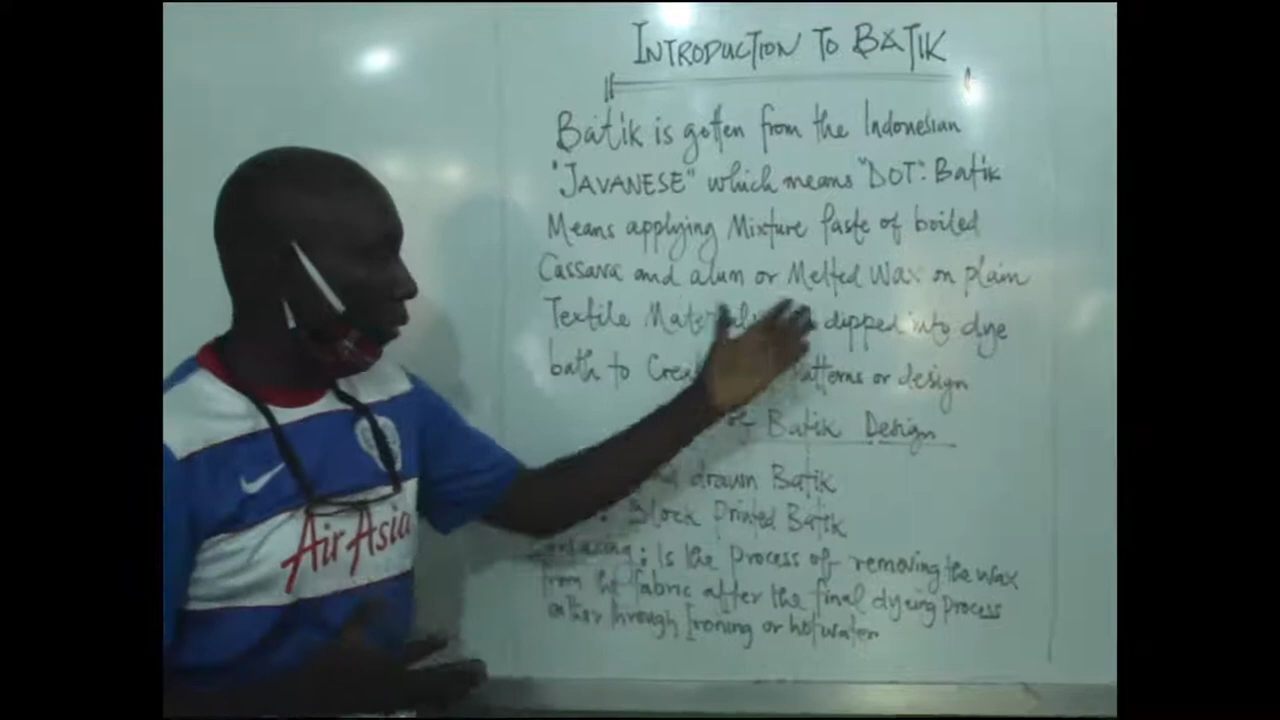 INTRODUCTION TO BATIK
Batik is gotten from the Indonesian
"JAVANESE" which means "DOT": Batik
Means applying Mixture Paste of boiled
Cassava and alum or Melted Wax on plain
Textile dipped into dye
bath to patterns or design
Batik Design
drawn Batik
Block Printed Batik
: Is the Process of removing the wax
from the fabric after the final dyeing process
either through Ironing or hot water
Air Asia